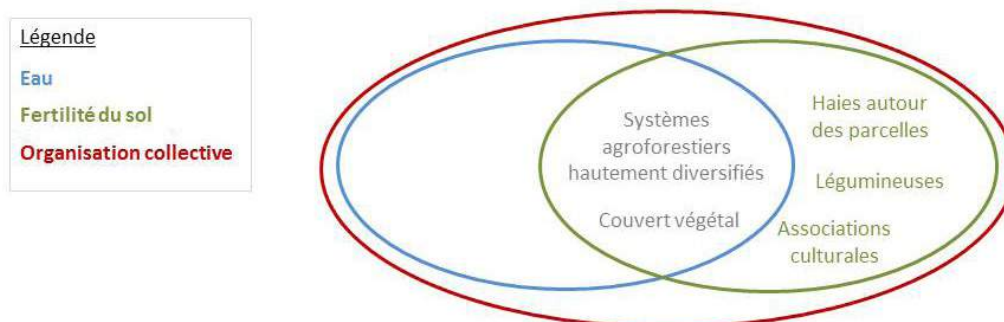 Légende
Eau
Fertilité du sol
Organisation collective
Systèmes
agroforestiers
hautement diversifiés
Couvert végétal
Haies autour
des parcelles
Légumineuses
Associations
culturales